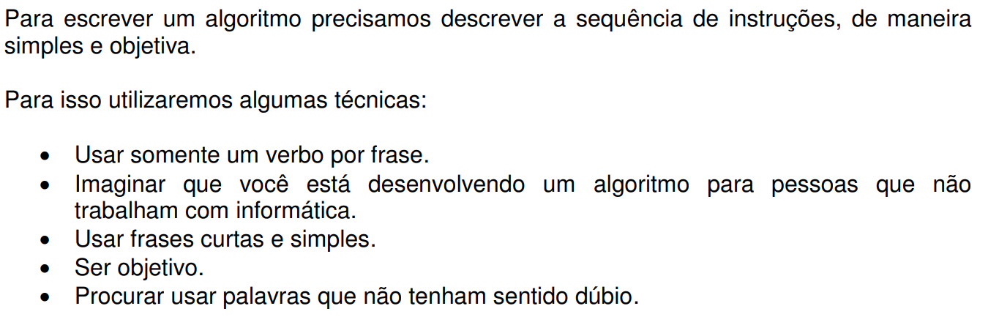 Para escrever um algoritmo precisamos descrever a sequência de instruções, de maneira
simples e objetiva.
Para isso utilizaremos algumas técnicas:
• Usar somente um verbo por frase.
• Imaginar que você está desenvolvendo um algoritmo para pessoas que não
trabalham com informática.
• Usar frases curtas e simples.
• Ser objetivo.
• Procurar usar palavras que não tenham sentido dúbio.